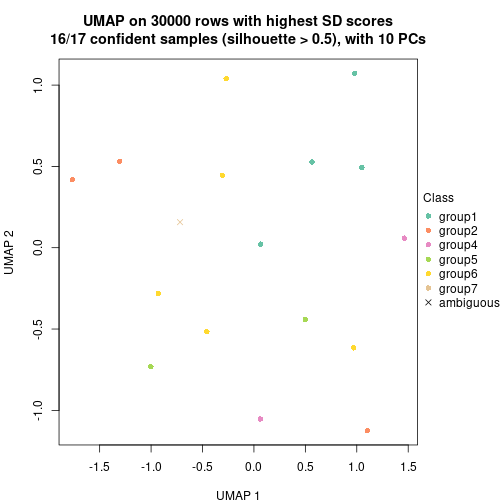 UMAP on 30000 rows with highest SD scores
16/17 confident samples (silhouette > 0.5), with 10 PCs
1.0
0.5
0.0
-0.5
-1.0
UMAP 2
-1.5 -1.0 -0.5 0.0 0.5 1.0 1.5
UMAP 1
Class
group1
group2
group4
group5
group6
group7
ambiguous